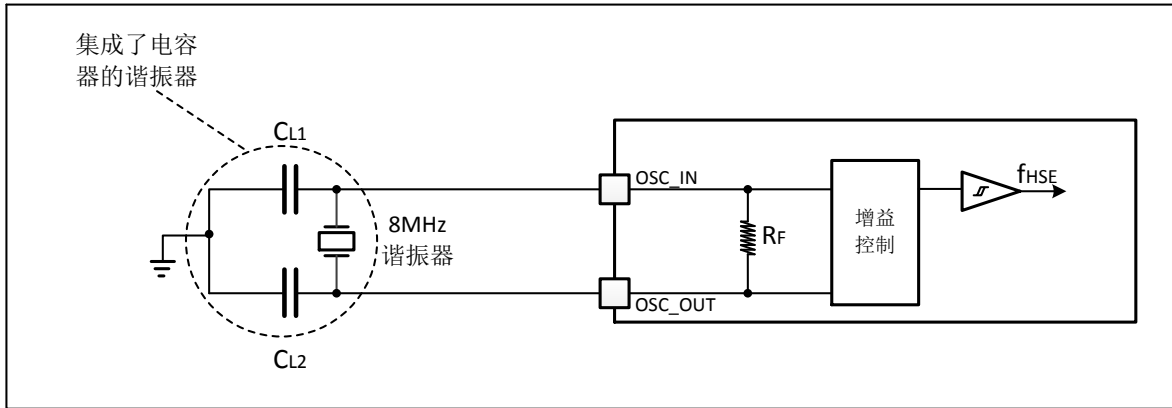 集成了电容
器的谐振器
CL1
8MHz
谐振器
CL2
OSC_IN
RF
OSC_OUT
增益
控制
fHSE